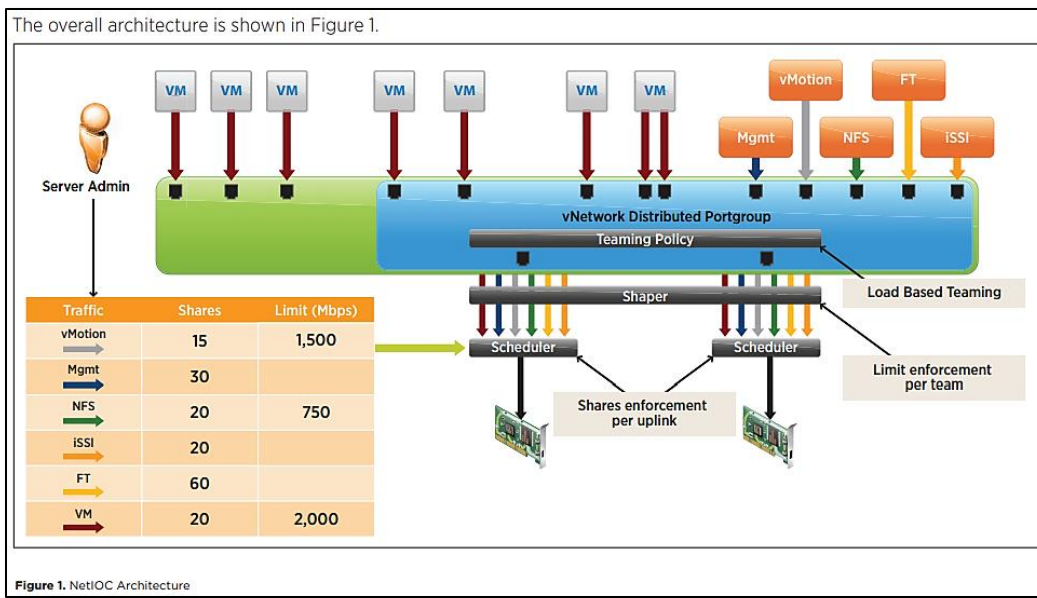 The overall architecture is shown in Figure 1.
VM VM VM VM VM VM VM
vMotion FT
Mgmt NFS iSSI
Server Admin
vNetwork Distributed Portgroup
Teaming Policy
Load Based Teaming
Shaper
Traffic Shares Limit (Mbps)
vMotion 15 1,500
Mgmt 30
NFS 20 750
iSSI 20
FT 60
VM 20 2,000
Scheduler Scheduler
Limit enforcement
per team
Shares enforcement
per uplink
Figure 1. NetIOC Architecture